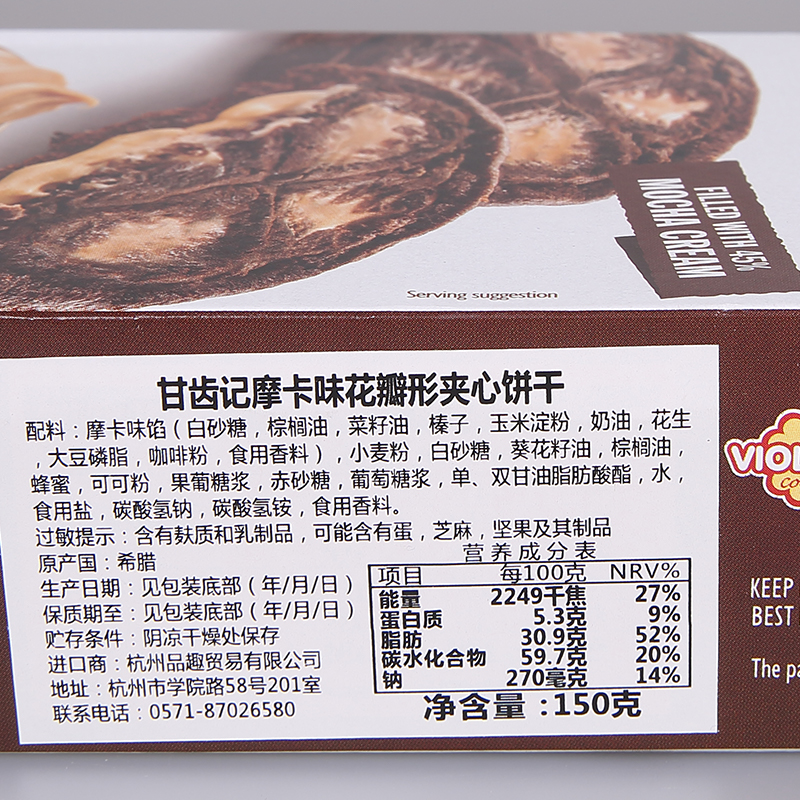 FILLED WITH 45%
MOCHA CREAM
Serving suggestion
甘齿记摩卡味花瓣形夹心饼干
配料：摩卡味馅（白砂糖，棕榈油，菜籽油，榛子，玉米淀粉，奶油，花生
，大豆磷脂，咖啡粉，食用香料），小麦粉，白砂糖，葵花籽油，棕榈油，
蜂蜜，可可粉，果葡糖浆，赤砂糖，葡萄糖浆，单、双甘油脂肪酸酯，水，
食用盐，碳酸氢钠，碳酸氢铵，食用香料。
过敏提示：含有麸质和乳制品，可能含有蛋，芝麻，坚果及其制品
原产国：希腊
生产日期：见包装底部（年/月/日）
保质期至：见包装底部（年/月/日）
贮存条件：阴凉干燥处保存
进口商：杭州品趣贸易有限公司
地址：杭州市学院路58号201室
联系电话：0571-87026580
营养成分表
项目 每100克 NRV%
能量 2249千焦 27%
蛋白质 5.3克 9%
脂肪 30.9克 52%
碳水化合物 59.7克 20%
钠 270毫克 14%
净含量：150克
VIO
KEEP
BEST
The pa